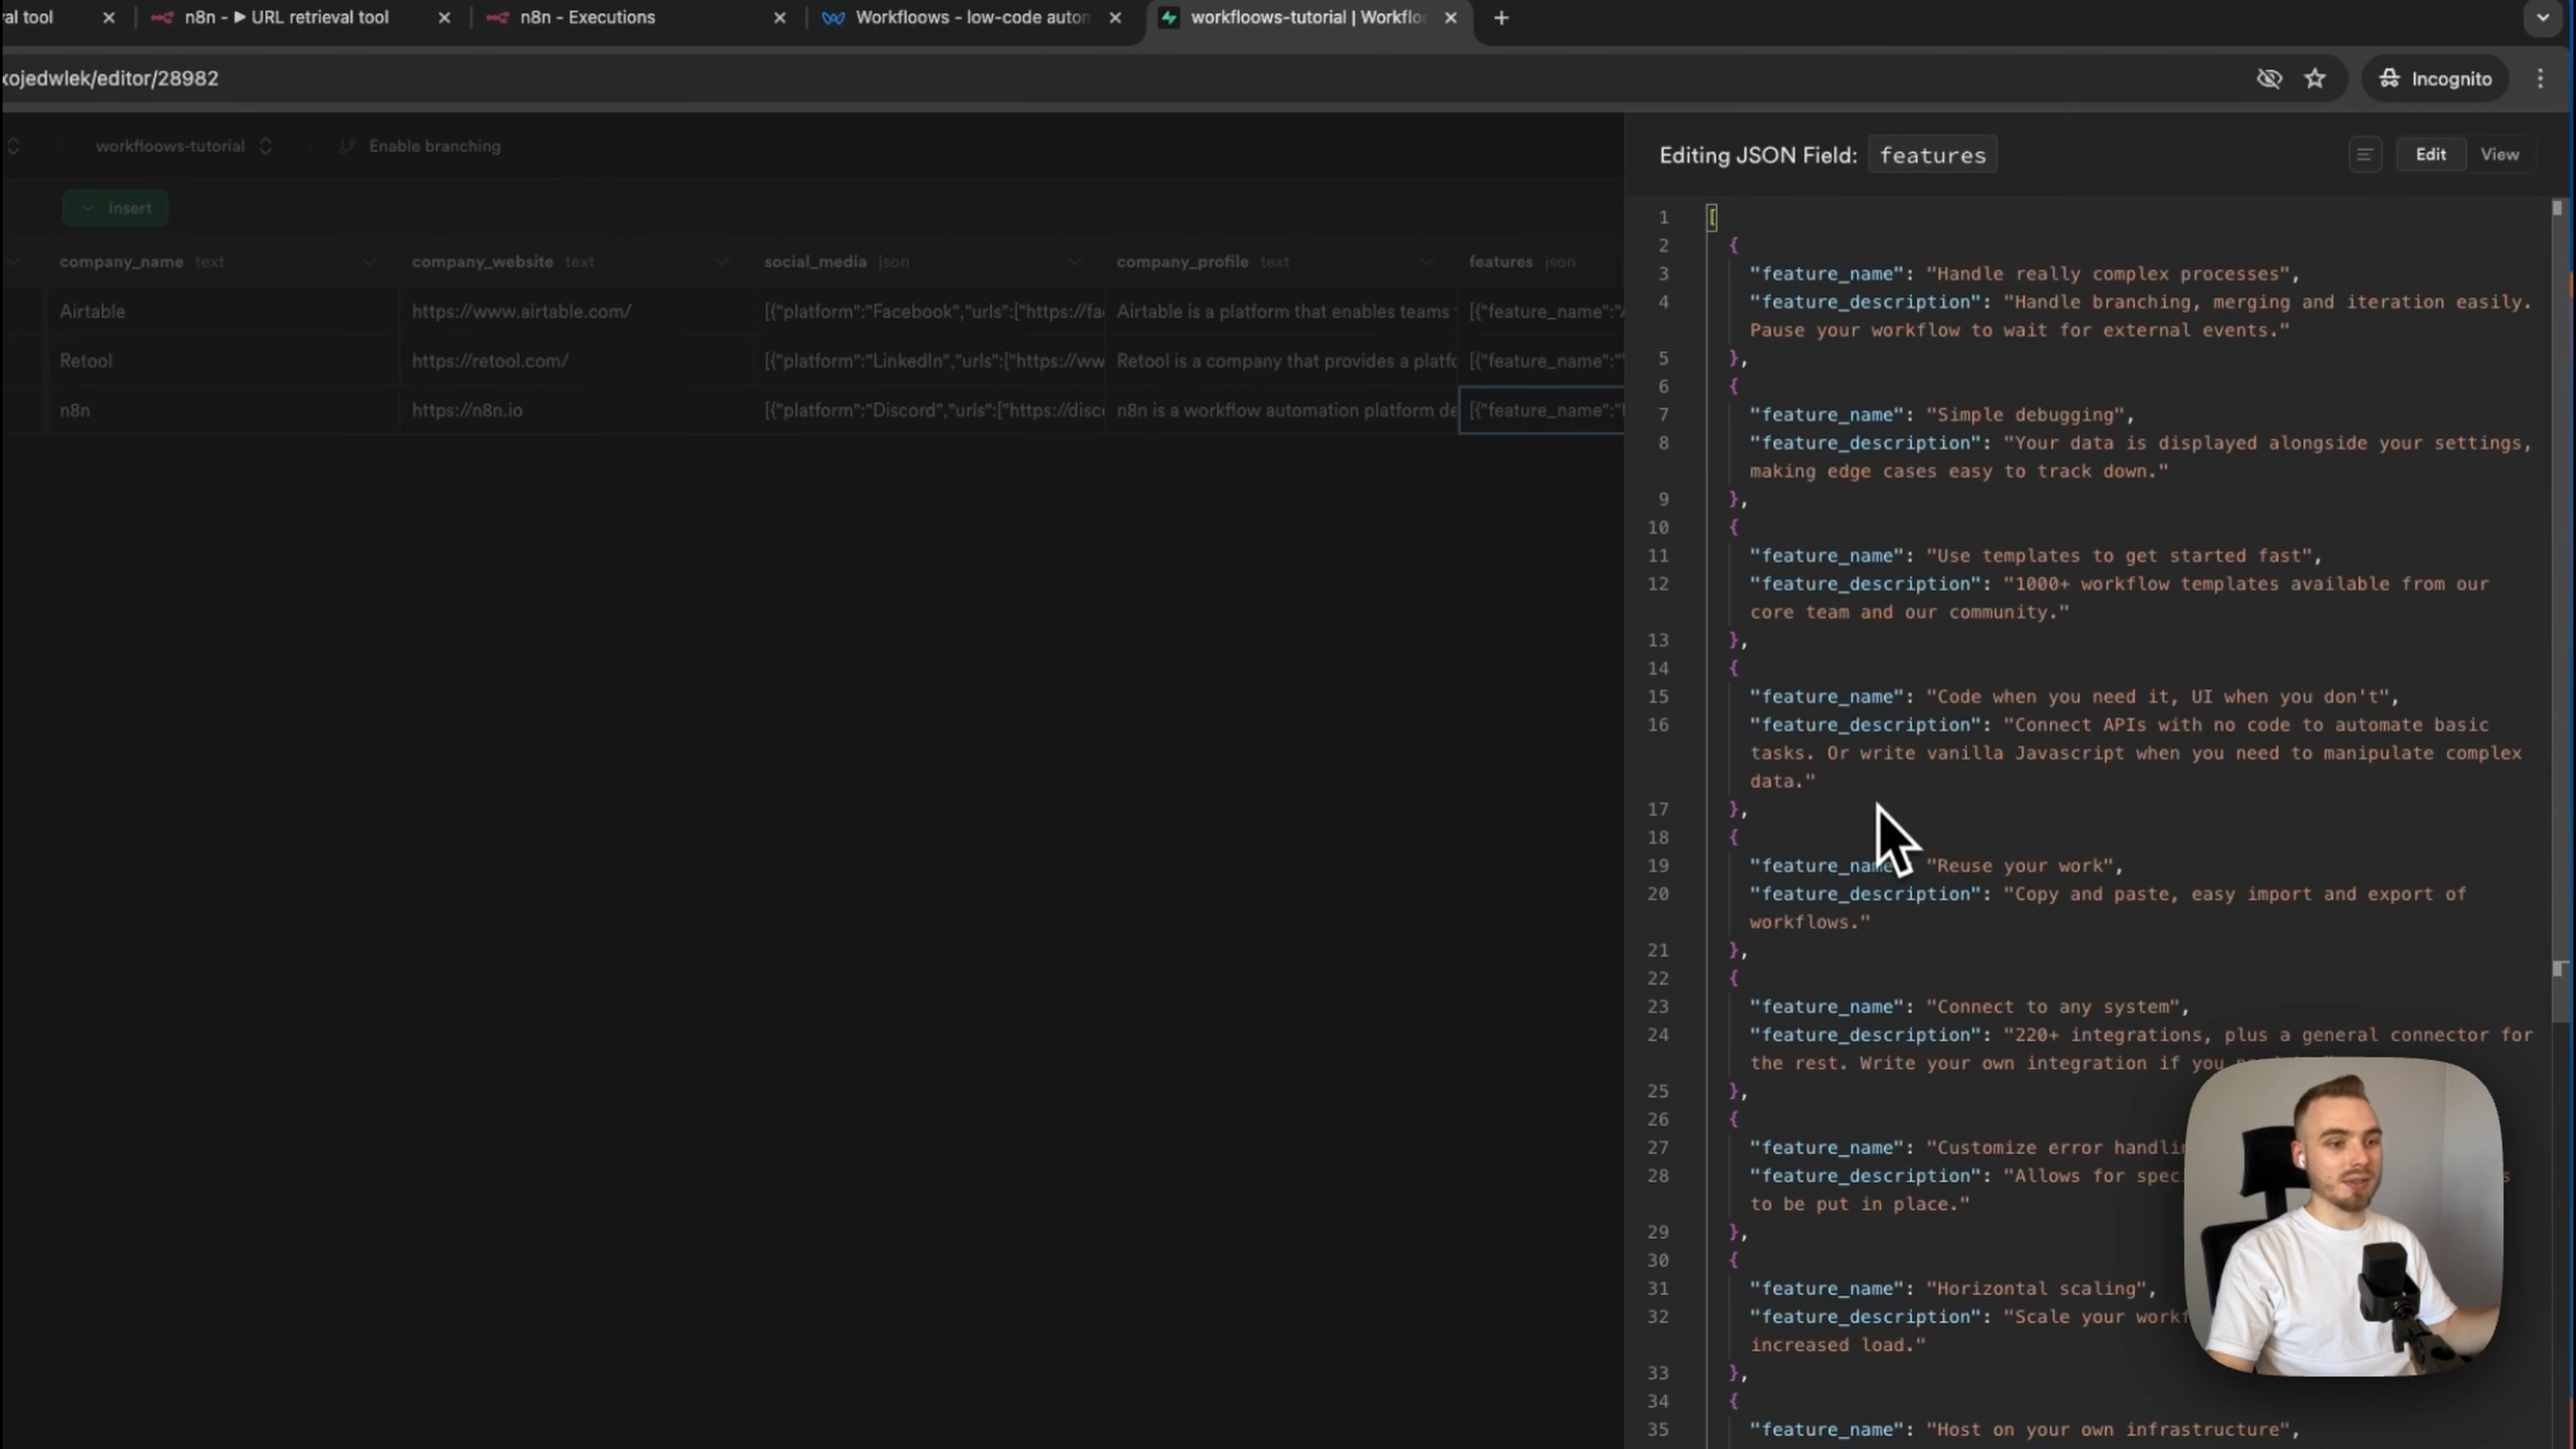 al tool
n8n - ▶ URL retrieval tool
n8n - Executions
Workfloows - low-code auton
workfloows-tutorial | Workflo
xojedwlek/editor/28982
Incognito
workfloows-tutorial
Enable branching
Insert
company_name text
company_website text
social_media json
company_profile text
features json
Airtable
https://www.airtable.com/
[{"platform":"Facebook","urls":["https://fac
Airtable is a platform that enables teams
[{"feature_name":"
Retool
https://retool.com/
[{"platform":"LinkedIn","urls":["https://ww
Retool is a company that provides a platfo
[{"feature_name":"
n8n
https://n8n.io
[{"platform":"Discord","urls":["https://disc
n8n is a workflow automation platform de
[{"feature_name":"
Editing JSON Field: features
Edit
View
1 [
2 {
3 "feature_name": "Handle really complex processes",
4 "feature_description": "Handle branching, merging and iteration easily.
Pause your workflow to wait for external events."
5 },
6 {
7 "feature_name": "Simple debugging",
8 "feature_description": "Your data is displayed alongside your settings,
making edge cases easy to track down."
9 },
10 {
11 "feature_name": "Use templates to get started fast",
12 "feature_description": "1000+ workflow templates available from our
core team and our community."
13 },
14 {
15 "feature_name": "Code when you need it, UI when you don't",
16 "feature_description": "Connect APIs with no code to automate basic
tasks. Or write vanilla Javascript when you need to manipulate complex
data."
17 },
18 {
19 "feature_name "Reuse your work",
20 "feature_description": "Copy and paste, easy import and export of
workflows."
21 },
22 {
23 "feature_name": "Connect to any system",
24 "feature_description": "220+ integrations, plus a general connector for
the rest. Write your own integration if you
25 },
26 {
27 "feature_name": "Customize error handlin
28 "feature_description": "Allows for spec
to be put in place."
29 },
30 {
31 "feature_name": "Horizontal scaling",
32 "feature_description": "Scale your workf
increased load."
33 },
34 {
35 "feature_name": "Host on your own infrastructure",